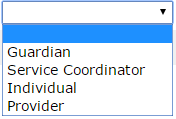 Guardian
Service Coordinator
Individual
Provider